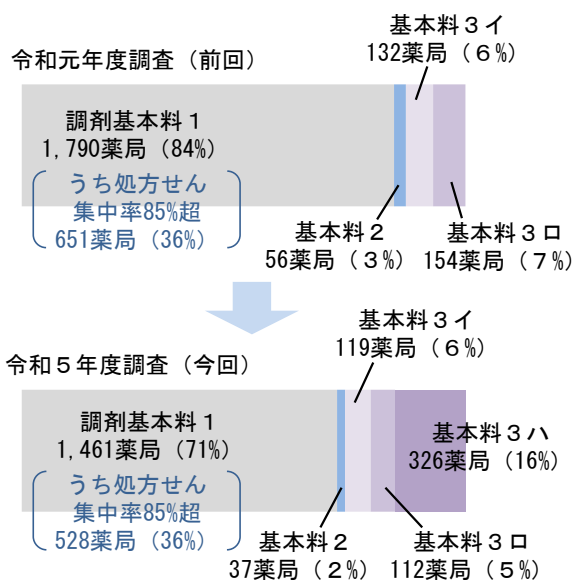 基本料３イ
132薬局（6%）
令和元年度調査（前回）
調剤基本料１
1,790薬局（84%）
うち処方せん
集中率85%超
651薬局（36%）
基本料２
56薬局（3%）
基本料３ロ
154薬局（7%）
基本料３イ
119薬局（6%）
令和５年度調査（今回）
調剤基本料１
1,461薬局（71%）
うち処方せん
集中率85%超
528薬局（36%）
基本料３ハ
326薬局（16%）
基本料２
37薬局（2%）
基本料３ロ
112薬局（5%）